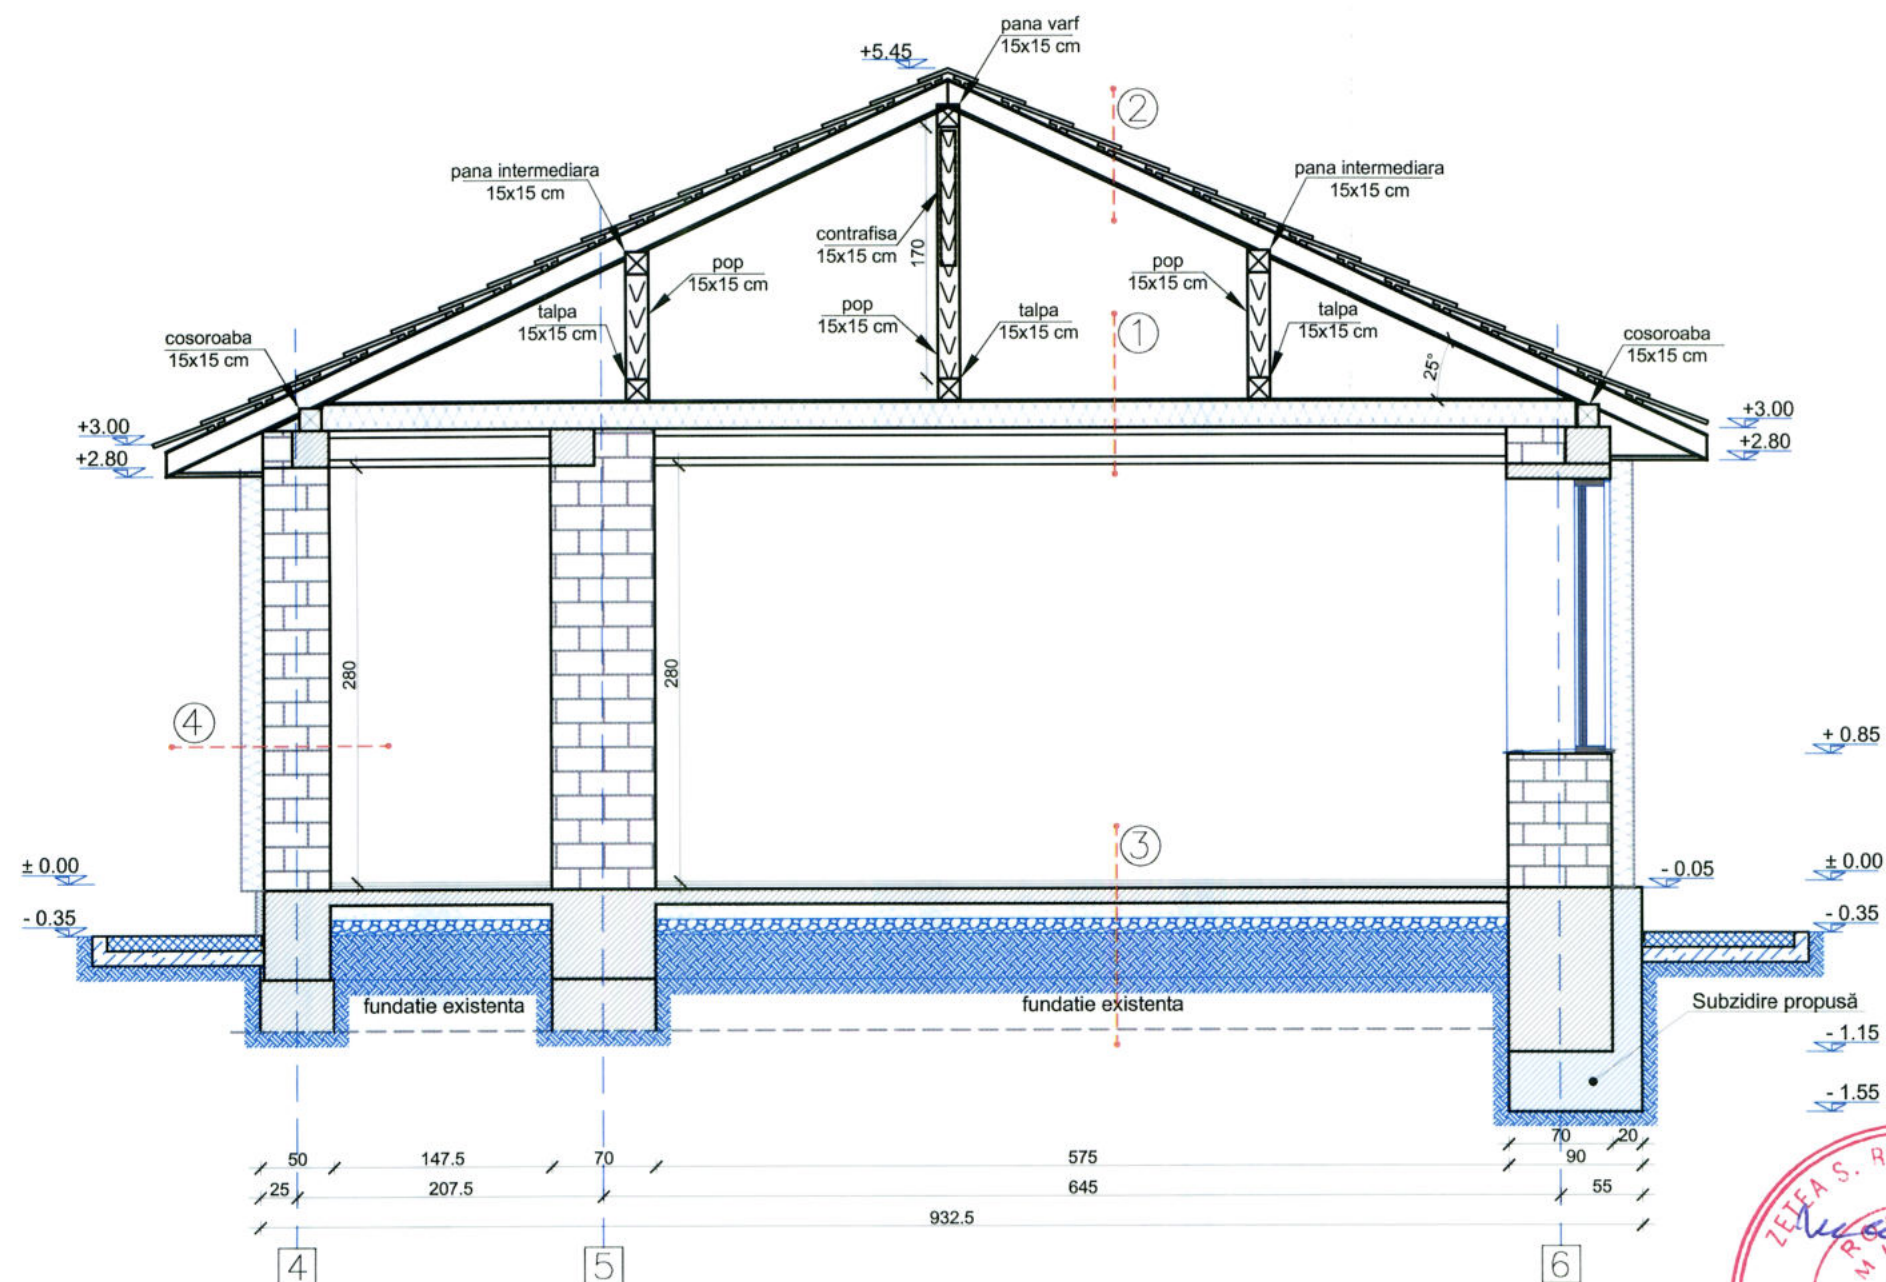 pana varf
15x15 cm
+5.45
2
pana intermediara
15x15 cm
pana intermediara
15x15 cm
contrafisa
15x15 cm
170
pop
15x15 cm
pop
15x15 cm
talpa
15x15 cm
pop
15x15 cm
talpa
15x15 cm
1
talpa
15x15 cm
cosoroaba
15x15 cm
cosoroaba
15x15 cm
25°
+3.00
+2.80
+3.00
+2.80
280
280
4
+ 0.85
3
± 0.00
- 0.05
± 0.00
- 0.35
- 0.35
fundatie existenta
fundatie existenta
Subzidire propusă
- 1.15
- 1.55
70 20
50 147.5 70 575 90
25 207.5 645 55
932.5
4 5 6
ZETEA S. R